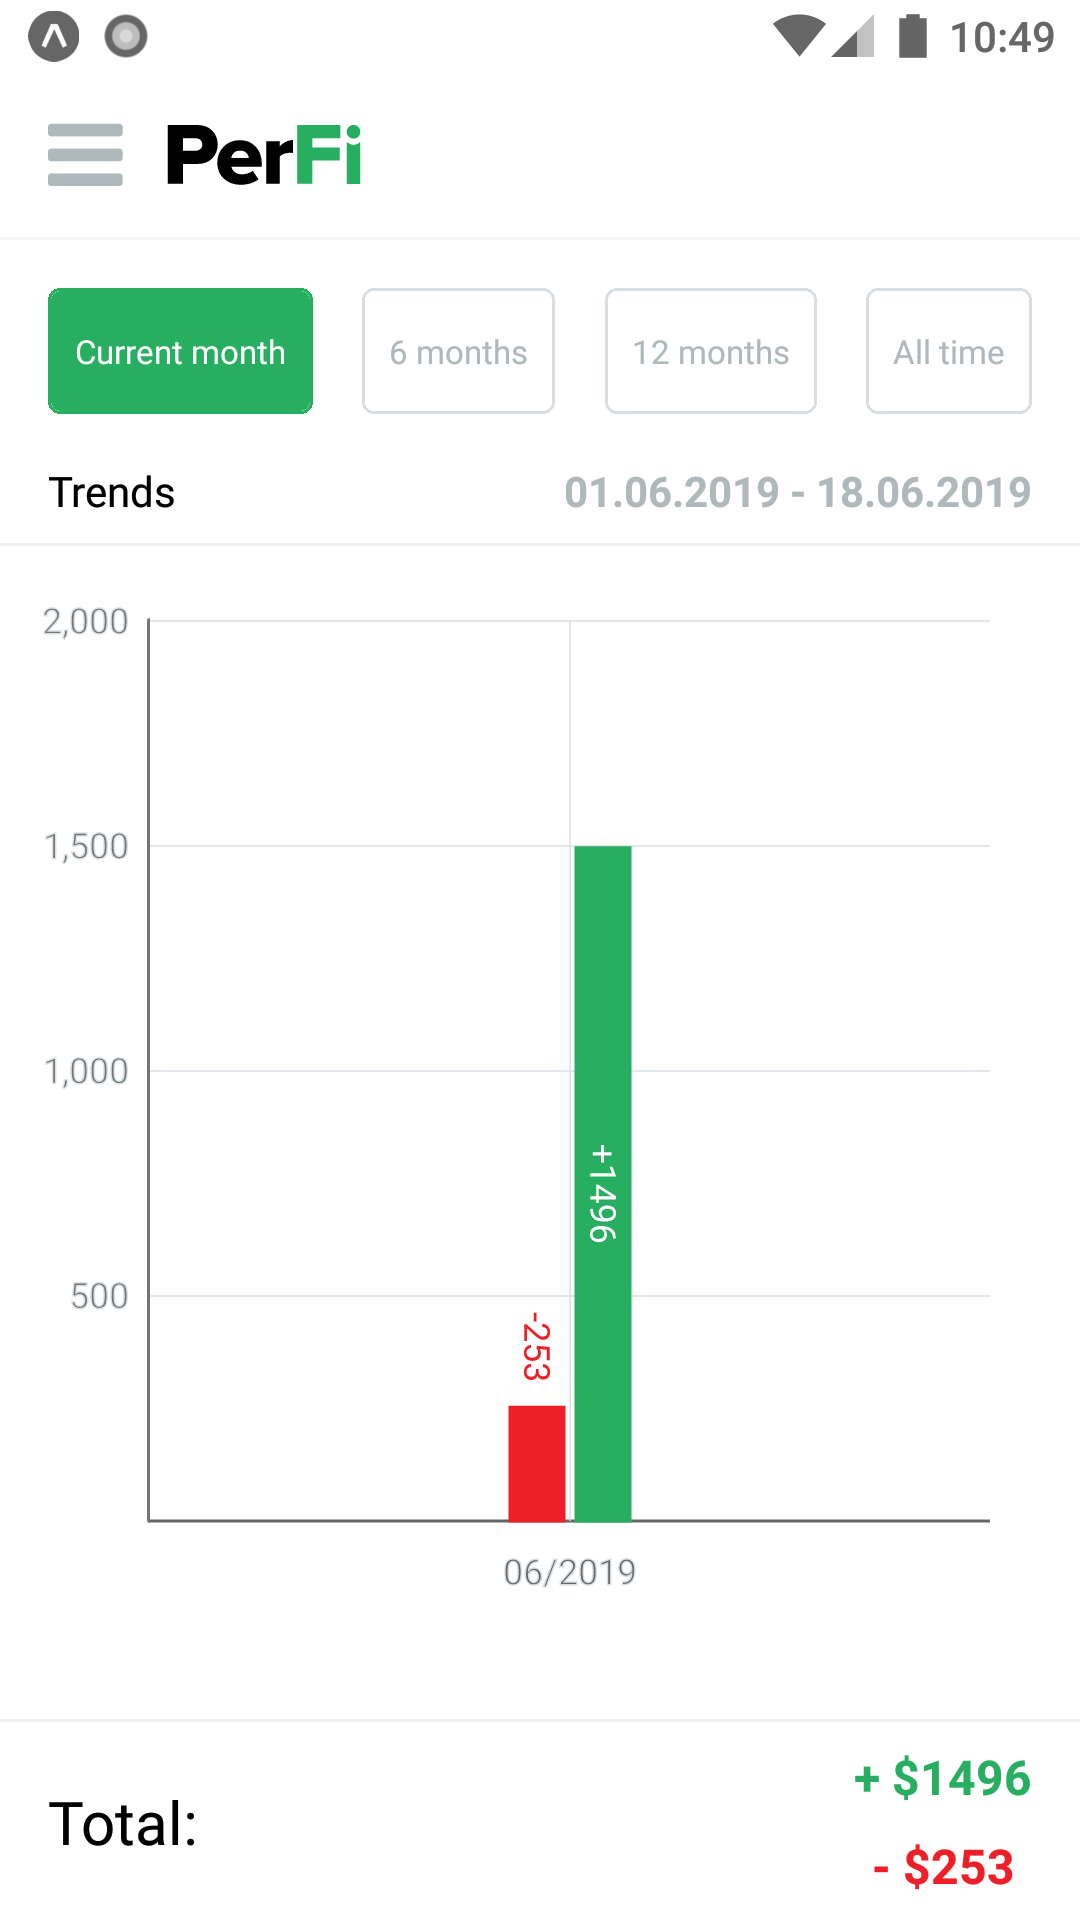 10:49
PerFi
Current month 6 months 12 months All time
Trends 01.06.2019 - 18.06.2019
2,000
1,500
1,000
500
+1496
-253
06/2019
Total:
+ $1496
- $253